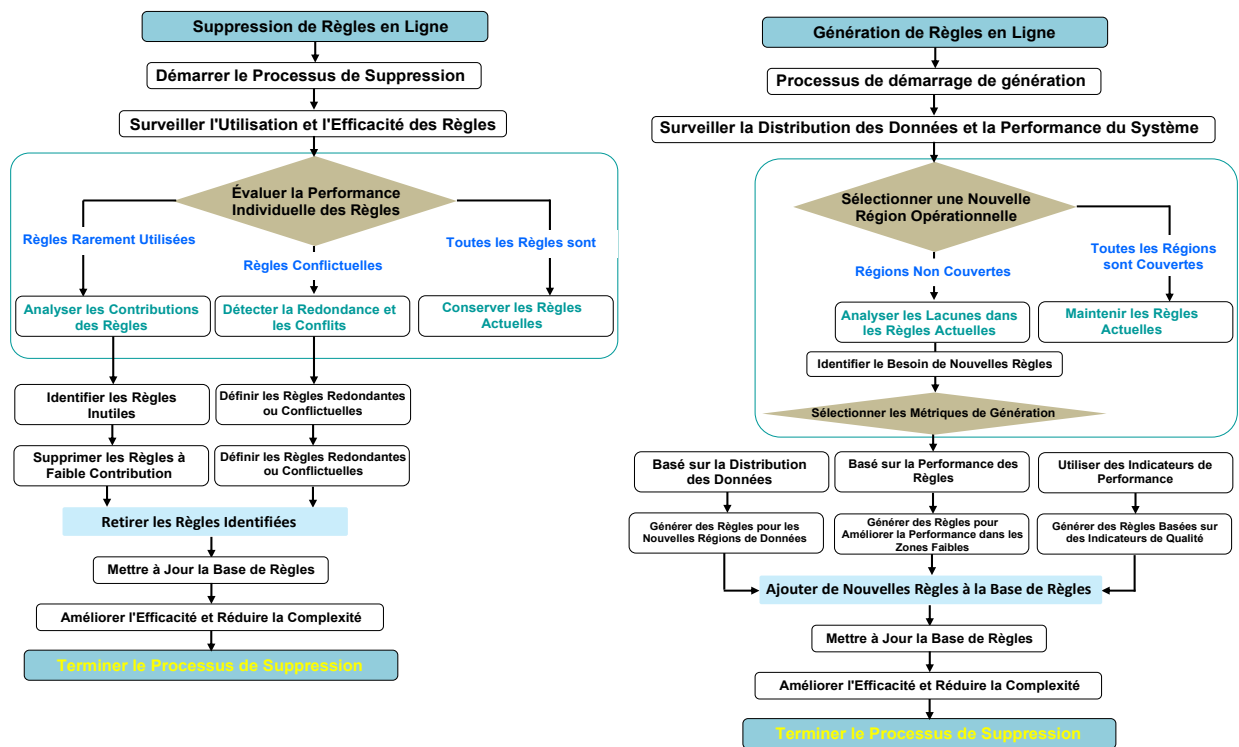 Suppression de Règles en Ligne
Démarrer le Processus de Suppression
Surveiller l'Utilisation et l'Efficacité des Règles
Évaluer la Performance
Individuelle des Règles
Règles Rarement Utilisées
Règles Conflictuelles
Toutes les Règles sont
Analyser les Contributions
des Règles
Détecter la Redondance et
les Conflits
Conserver les Règles
Actuelles
Identifier les Règles
Inutiles
Définir les Règles Redondantes
ou Conflictuelles
Supprimer les Règles à
Faible Contribution
Définir les Règles Redondantes
ou Conflictuelles
Retirer les Règles Identifiées
Mettre à Jour la Base de Règles
Améliorer l'Efficacité et Réduire la Complexité
Terminer le Processus de Suppression
Génération de Règles en Ligne
Processus de démarrage de génération
Surveiller la Distribution des Données et la Performance du Système
Sélectionner une Nouvelle
Région Opérationnelle
Régions Non Couvertes
Toutes les Régions
sont Couvertes
Analyser les Lacunes dans
les Règles Actuelles
Maintenir les Règles
Actuelles
Identifier le Besoin de Nouvelles Règles
Sélectionner les Métriques de Génération
Basé sur la Distribution
des Données
Basé sur la Performance des
Règles
Utiliser des Indicateurs de
Performance
Générer des Règles pour les
Nouvelles Régions de Données
Générer des Règles pour
Améliorer la Performance dans les
Zones Faibles
Générer des Règles Basées sur
des Indicateurs de Qualité
Ajouter de Nouvelles Règles à la Base de Règles
Mettre à Jour la Base de Règles
Améliorer l'Efficacité et Réduire la Complexité
Terminer le Processus de Suppression